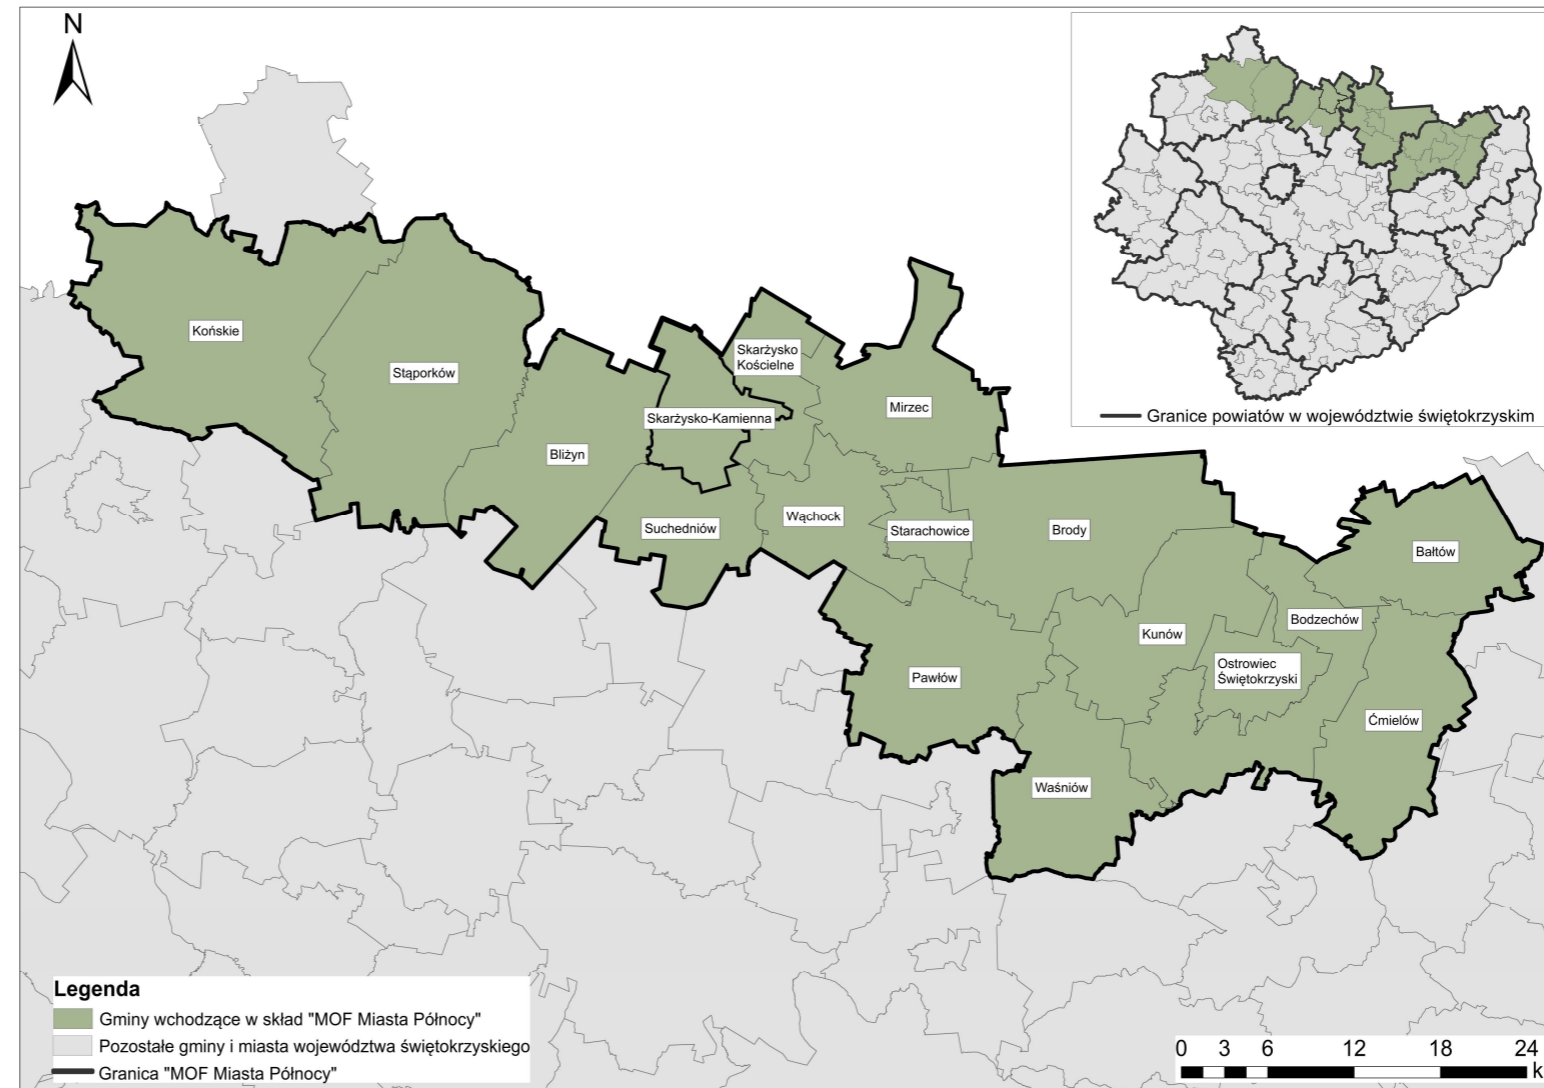 N
Granice powiatów w województwie świętokrzyskim
Końskie
Stąporków
Skarżysko
Kościelne
Skarżysko-Kamienna
Mirzec
Bliżyn
Suchedniów
Wąchock
Starachowice
Brody
Bałtów
Bodzechów
Kunów
Ostrowiec
Świętokrzyski
Pawłów
Ćmielów
Waśniów
Legenda
Gminy wchodzące w skład "MOF Miasta Północy"
Pozostałe gminy i miasta województwa świętokrzyskiego
Granica "MOF Miasta Północy"
0 3 6 12 18 24
k